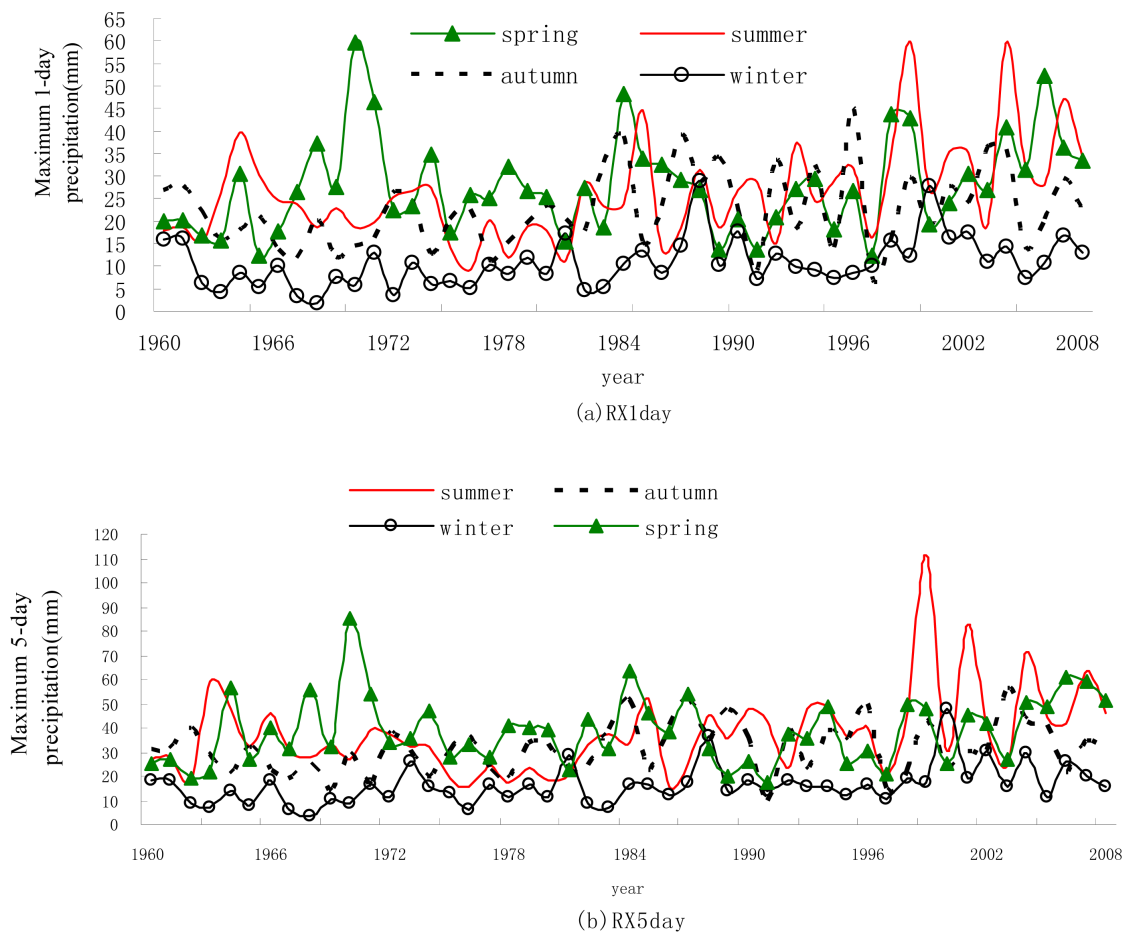 Maximum 1-day
precipitation(mm)
65
60
55
50
45
40
35
30
25
20
15
10
5
0
spring
summer
autumn
winter
1960 1966 1972 1978 1984 1990 1996 2002 2008
year
(a)RX1day
summer
autumn
winter
spring
Maximum 5-day
precipitation(mm)
120
110
100
90
80
70
60
50
40
30
20
10
0
1960 1966 1972 1978 1984 1990 1996 2002 2008
year
(b)RX5day